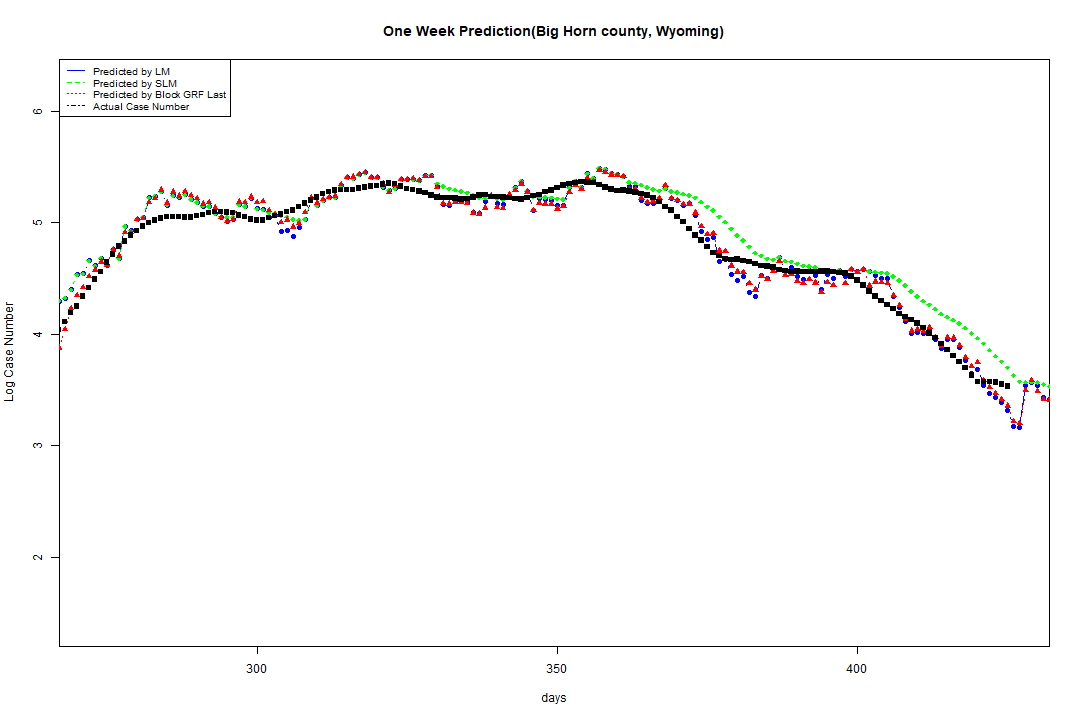 One Week Prediction(Big Horn county, Wyoming)
Predicted by LM
Predicted by SLM
Predicted by Block GRF Last
Actual Case Number
6
5
4
3
2
Log Case Number
300 350 400
days